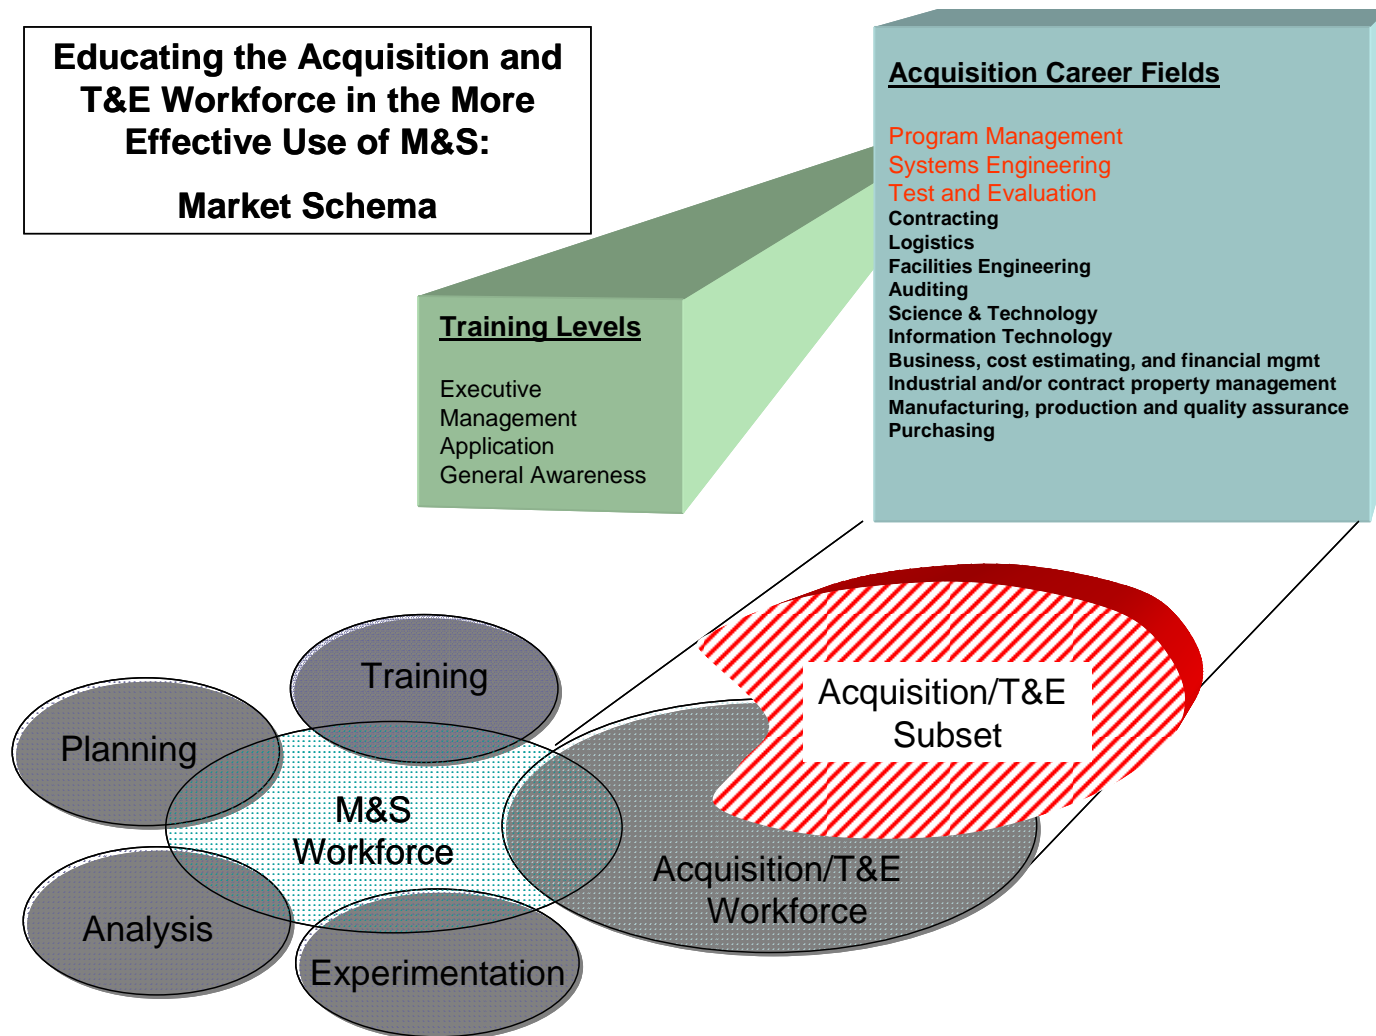 Educating the Acquisition and
T&E Workforce in the More
Effective Use of M&S:
Market Schema
Acquisition Career Fields
Program Management
Systems Engineering
Test and Evaluation
Contracting
Logistics
Facilities Engineering
Auditing
Science & Technology
Information Technology
Business, cost estimating, and financial mgmt
Industrial and/or contract property management
Manufacturing, production and quality assurance
Purchasing
Training Levels
Executive
Management
Application
General Awareness
Training
Planning
M&S
Workforce
Analysis
Experimentation
Acquisition/T&E
Subset
Acquisition/T&E
Workforce